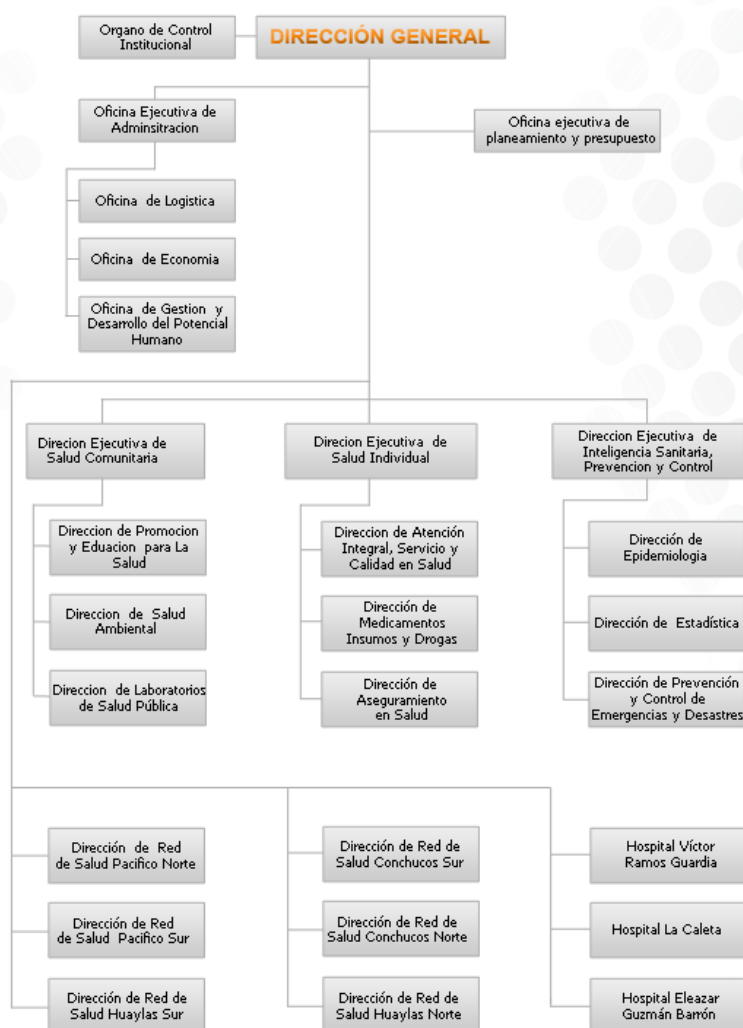 Organo de Control
Institucional
DIRECCIÓN GENERAL
Oficina Ejecutiva de
Adminsitracion
Oficina ejecutiva de
planeamiento y presupuesto
Oficina de Logistica
Oficina de Economia
Oficina de Gestion y
Desarrollo del Potencial
Humano
Direcion Ejecutiva de
Salud Comunitaria
Direcion Ejecutiva de
Salud Individual
Direccion Ejecutiva de
Inteligencia Sanitaria,
Prevencion y Control
Direccion de Promocion
y Eduacion para La
Salud
Direccion de Salud
Ambiental
Direccion de Laboratorios
de Salud Pública
Direccion de Atención
Integral, Servicio y
Calidad en Salud
Dirección de
Medicamentos
Insumos y Drogas
Dirección de
Aseguramiento
en Salud
Dirección de
Epidemiologia
Dirección de Estadística
Dirección de Prevención
y Control de
Emergencias y Desastres
Dirección de Red
de Salud Pacifico Norte
Dirección de Red
de Salud Pacifico Sur
Dirección de Red de
Salud Huaylas Sur
Dirección de Red de
Salud Conchucos Sur
Dirección de Red de
Salud Conchucos Norte
Dirección de Red de
Salud Huaylas Norte
Hospital Víctor
Ramos Guardia
Hospital La Caleta
Hospital Eleazar
Guzmán Barrón